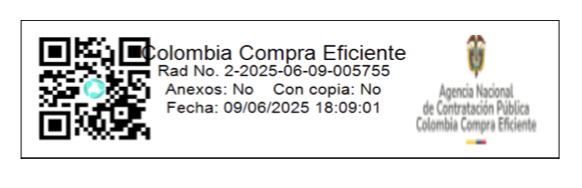 Colombia Compra Eficiente
Rad No. 2-2025-06-09-005755
Anexos: No Con copia: No
Fecha: 09/06/2025 18:09:01
Agencia Nacional
de Contratación Pública
Colombia Compra Eficiente